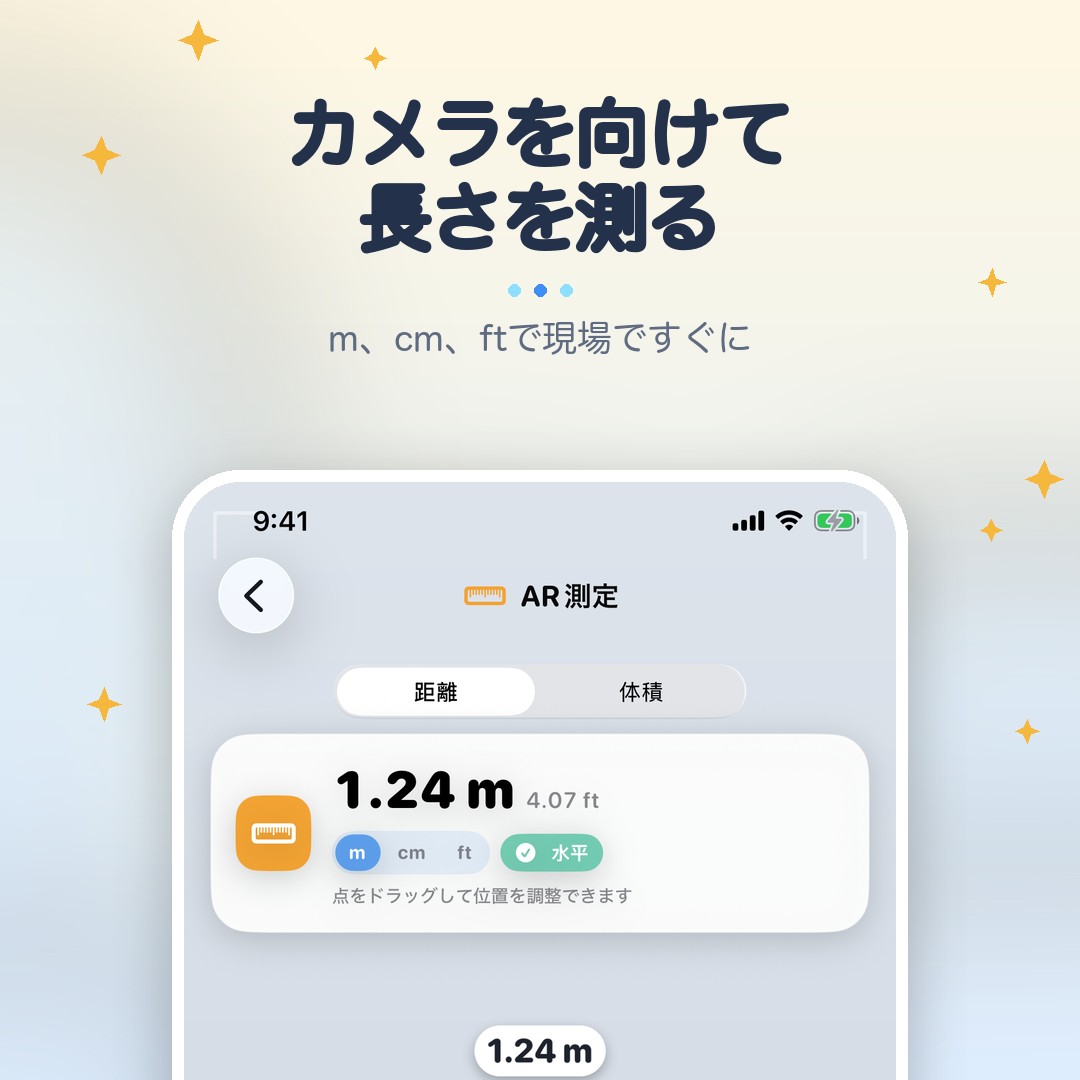 カメラを向けて
長さを測る
m、cm、ftで現場ですぐに
9:41
AR 測定
距離 体積
1.24 m 4.07 ft
m cm ft 水平
点をドラッグして位置を調整できます
1.24 m